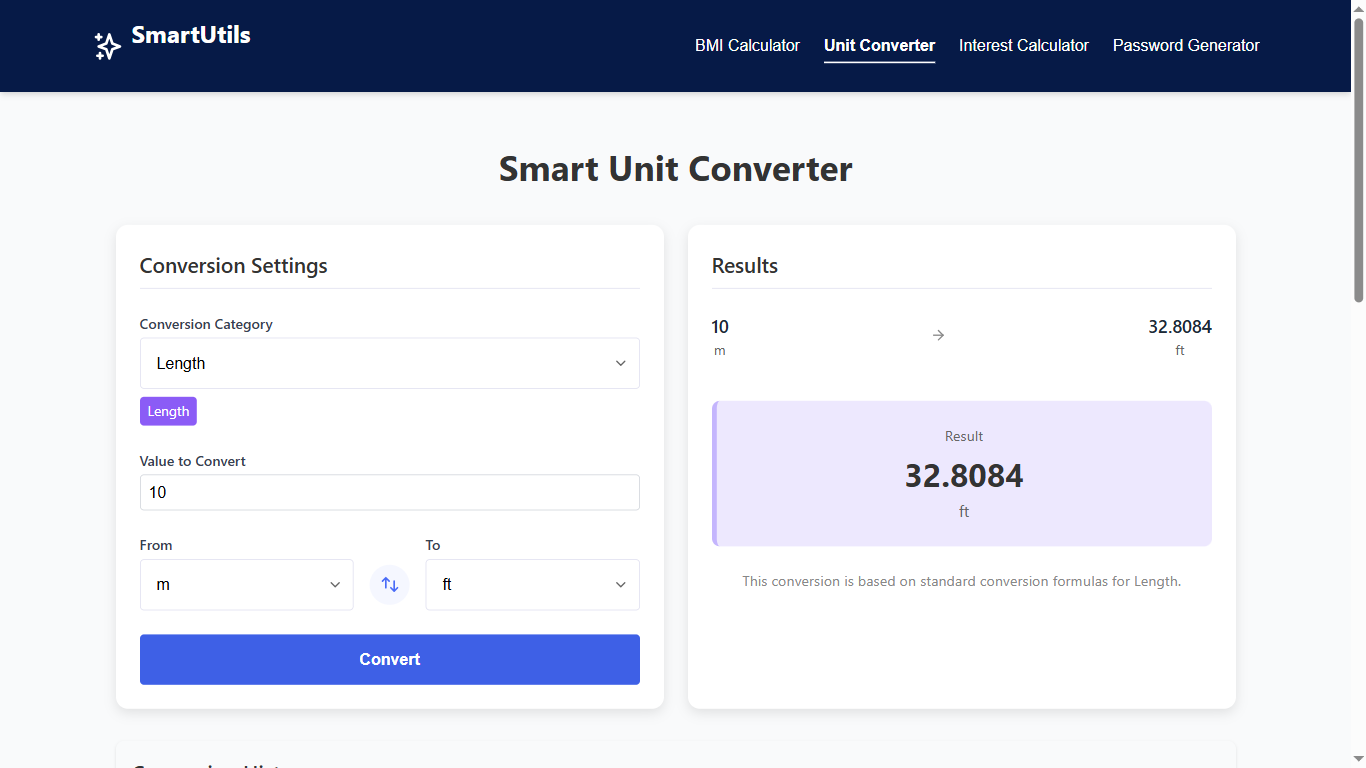 SmartUtils
BMI Calculator
Unit Converter
Interest Calculator
Password Generator
Smart Unit Converter
Conversion Settings
Conversion Category
Length
Length
Value to Convert
10
From
To
m
ft
Convert
Results
10
m
→
32.8084
ft
Result
32.8084
ft
This conversion is based on standard conversion formulas for Length.